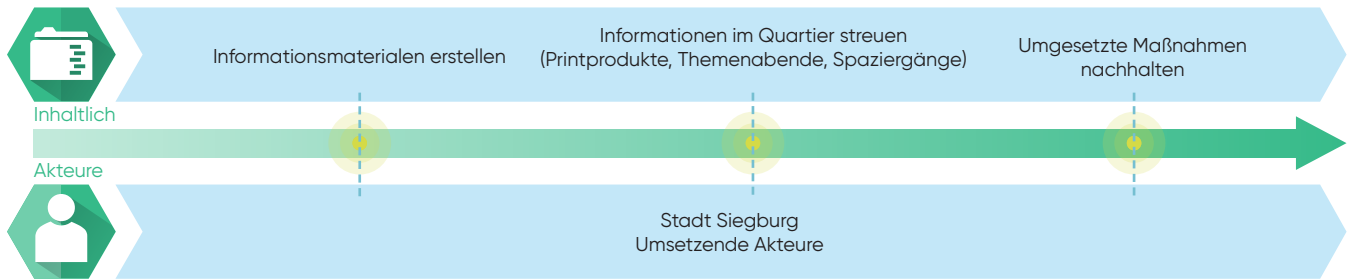 Informationsmaterialen erstellen
Informationen im Quartier streuen
(Printprodukte, Themenabende, Spaziergänge)
Umgesetzte Maßnahmen
nachhalten
Inhaltlich
Akteure
Stadt Siegburg
Umsetzende Akteure